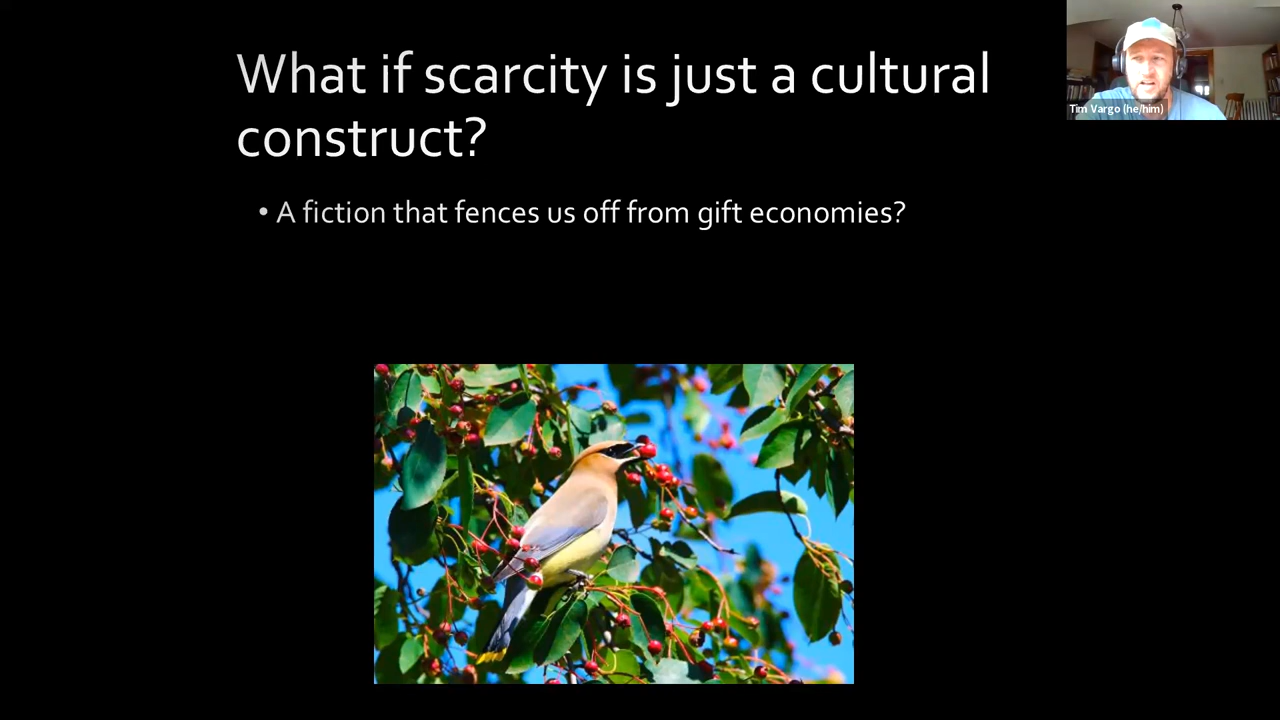 What if scarcity is just a cultural
construct?
• A fiction that fences us off from gift economies?
Tim Vargo (he/him)